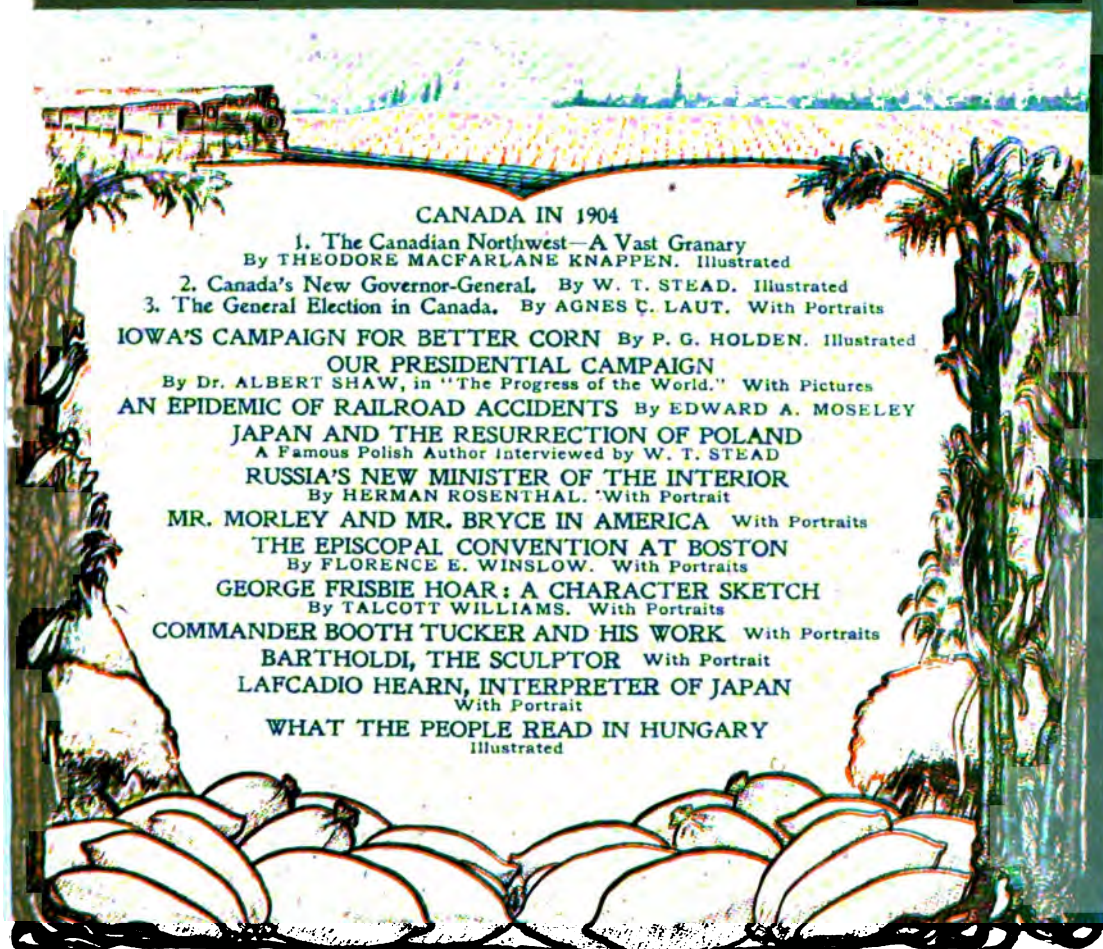 CANADA IN 1904
1. The Canadian Northwest—A Vast Granary
By THEODORE MACFARLANE KNAPPEN. Illustrated
2. Canada's New Governor-General. By W. T. STEAD. Illustrated
3. The General Election in Canada. By AGNES C. LAUT. With Portraits
IOWA'S CAMPAIGN FOR BETTER CORN By P. G. HOLDEN. Illustrated
OUR PRESIDENTIAL CAMPAIGN
By Dr. ALBERT SHAW, in "The Progress of the World." With Pictures
AN EPIDEMIC OF RAILROAD ACCIDENTS By EDWARD A. MOSELEY
JAPAN AND THE RESURRECTION OF POLAND
A Famous Polish Author Interviewed by W. T. STEAD
RUSSIA'S NEW MINISTER OF THE INTERIOR
By HERMAN ROSENTHAL. With Portrait
MR. MORLEY AND MR. BRYCE IN AMERICA With Portraits
THE EPISCOPAL CONVENTION AT BOSTON
By FLORENCE E. WINSLOW. With Portraits
GEORGE FRISBIE HOAR: A CHARACTER SKETCH
By TALCOTT WILLIAMS. With Portraits
COMMANDER BOOTH TUCKER AND HIS WORK With Portraits
BARTHOLDI, THE SCULPTOR With Portrait
LAFCADIO HEARN, INTERPRETER OF JAPAN
With Portrait
WHAT THE PEOPLE READ IN HUNGARY
Illustrated